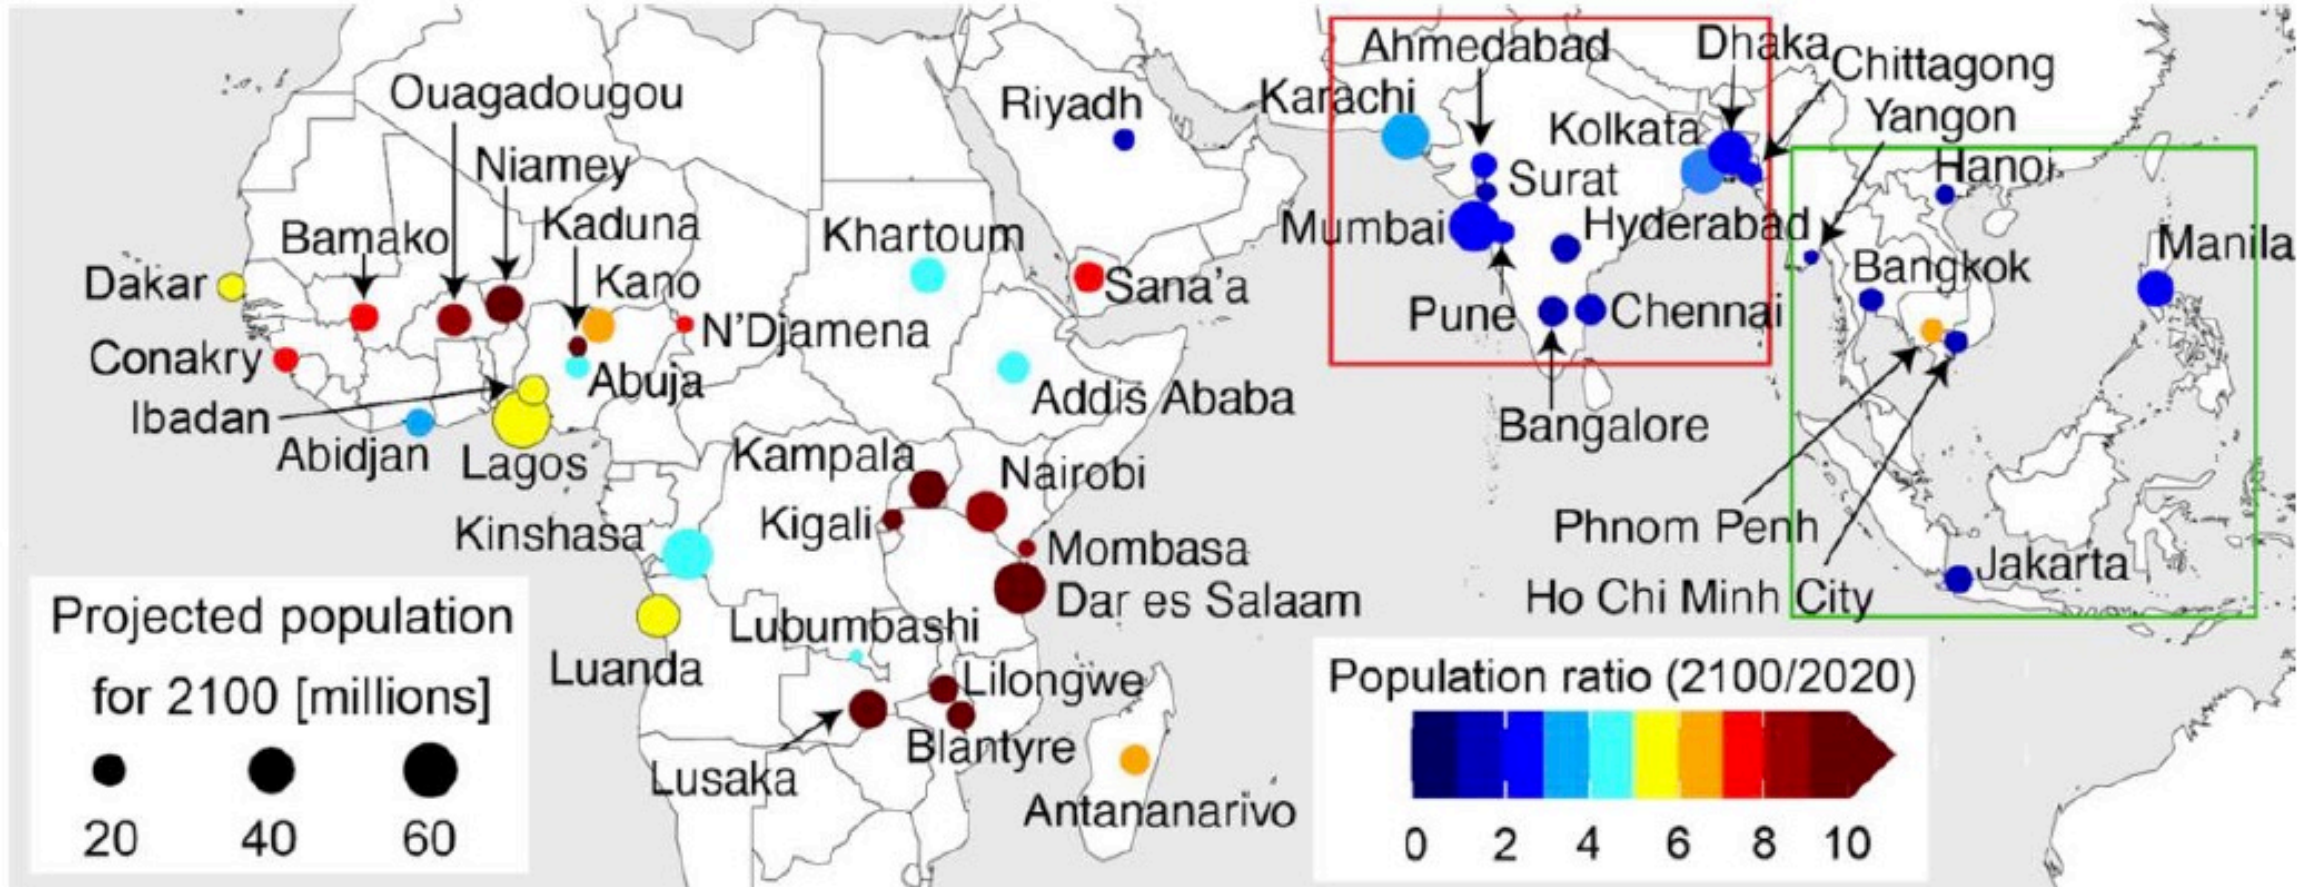 Ahmedabad
Dhaka
Chittagong
Ouagadougou
Riyadh
Karachi
Yangon
Kolkata
Niamey
Hanoi
Surat
Kaduna
Bamako
Khartoum
Mumbai
Hyderabad
Manila
Dakar
Kano
Sana'a
Bangkok
Pune
Chennai
N'Djamena
Conakry
Abuja
Addis Ababa
Ibadan
Bangalore
Abidjan
Lagos
Kampala
Nairobi
Kinshasa
Kigali
Phnom Penh
Mombasa
Jakarta
Dar es Salaam
Ho Chi Minh City
Lubumbashi
Luanda
Lilongwe
Blantyre
Lusaka
Antananarivo
Projected population
for 2100 [millions]
20 40 60
Population ratio (2100/2020)
0 2 4 6 8 10